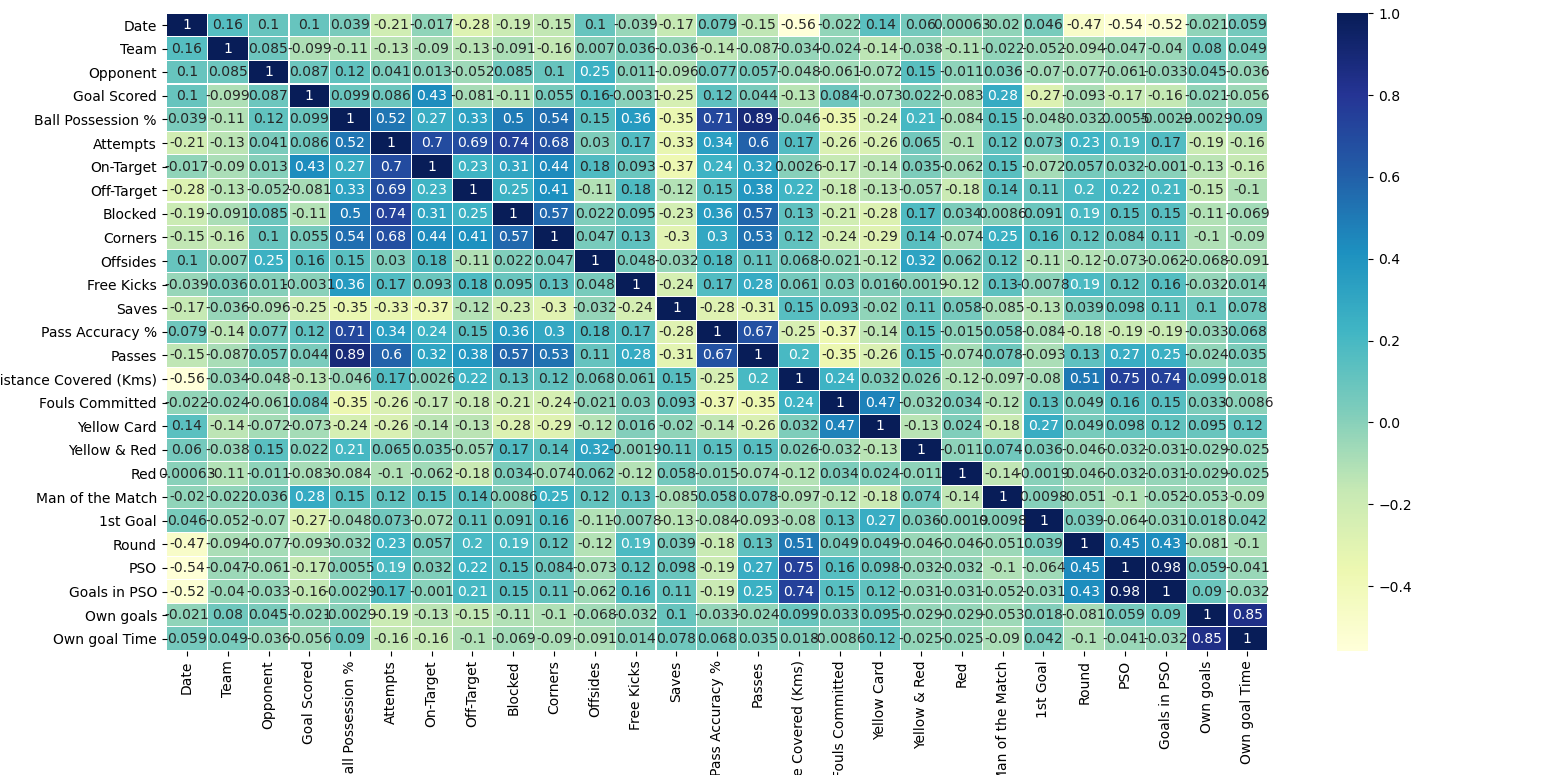 Date 1 0.16 0.1 0.1 0.039 -0.21 -0.017 -0.28 -0.19 -0.15 0.1 -0.039 -0.17 0.079 -0.15 -0.56 -0.022 0.14 0.06 0.00063 -0.02 0.046 -0.47 -0.54 -0.52 -0.021 0.059 1.0
Team 0.16 1 0.085 -0.099 -0.11 -0.13 -0.09 -0.13 -0.091 -0.16 0.007 0.036 -0.036 -0.14 -0.087 -0.034 -0.024 -0.14 -0.038 -0.11 -0.022 -0.052 -0.094 -0.047 -0.04 0.08 0.049
Opponent 0.1 0.085 1 0.087 0.12 0.041 0.013 -0.052 0.085 0.1 0.25 0.011 -0.096 0.077 0.057 -0.048 -0.061 -0.072 0.15 -0.011 0.036 -0.07 -0.077 -0.061 -0.033 0.045 -0.036
Goal Scored 0.1 -0.099 0.087 1 0.099 0.086 0.43 -0.081 -0.11 0.055 0.16 -0.0031 -0.25 0.12 0.044 -0.13 0.084 -0.073 0.022 -0.083 0.28 -0.27 -0.093 -0.17 -0.16 -0.021 -0.056 0.8
Ball Possession % 0.039 -0.11 0.12 0.099 1 0.52 0.27 0.33 0.5 0.54 0.15 0.36 -0.35 0.71 0.89 -0.046 -0.35 -0.24 0.21 -0.084 0.15 -0.048 -0.032 0.0055 -0.0029 -0.0029 0.09
Attempts -0.21 -0.13 0.041 0.086 0.52 1 0.7 0.69 0.74 0.68 0.03 0.17 -0.33 0.34 0.6 0.17 -0.26 -0.26 0.065 -0.1 0.12 0.073 0.23 0.19 0.17 -0.19 -0.16
On-Target -0.017 -0.09 0.013 0.43 0.27 0.7 1 0.23 0.31 0.44 0.18 0.093 -0.37 0.24 0.32 0.0026 -0.17 -0.14 0.035 -0.062 0.15 -0.072 0.057 0.032 -0.001 -0.13 -0.16
Off-Target -0.28 -0.13 -0.052 -0.081 0.33 0.69 0.23 1 0.25 0.41 -0.11 0.18 -0.12 0.15 0.38 0.22 -0.18 -0.13 -0.057 -0.18 0.14 0.11 0.2 0.22 0.21 -0.15 -0.1 0.6
Blocked -0.19 -0.091 0.085 -0.11 0.5 0.74 0.31 0.25 1 0.57 0.022 0.095 -0.23 0.36 0.57 0.13 -0.21 -0.28 0.17 0.034 0.0086 0.091 0.19 0.15 0.15 -0.11 -0.069
Corners -0.15 -0.16 0.1 0.055 0.54 0.68 0.44 0.41 0.57 1 0.047 0.13 -0.3 0.3 0.53 0.12 -0.24 -0.29 0.14 -0.074 0.25 0.16 0.12 0.084 0.11 -0.1 -0.09
Offsides 0.1 0.007 0.25 0.16 0.15 0.03 0.18 -0.11 0.022 0.047 1 0.048 -0.032 0.18 0.11 0.068 -0.021 -0.12 0.32 0.062 0.12 -0.11 -0.12 -0.073 -0.062 -0.068 -0.091 0.4
Free Kicks -0.039 0.036 0.011 -0.0031 0.36 0.17 0.093 0.18 0.095 0.13 0.048 1 -0.24 0.17 0.28 0.061 0.03 0.016 -0.0019 -0.12 0.13 -0.0078 0.19 0.12 0.16 -0.032 0.014
Saves -0.17 -0.036 -0.096 -0.25 -0.35 -0.33 -0.37 -0.12 -0.23 -0.3 -0.032 -0.24 1 -0.28 -0.31 0.15 0.093 -0.02 0.11 0.058 -0.085 -0.13 0.039 0.098 0.11 0.1 0.078
Pass Accuracy % 0.079 -0.14 0.077 0.12 0.71 0.34 0.24 0.15 0.36 0.3 0.18 0.17 -0.28 1 0.67 -0.25 -0.37 -0.14 0.15 -0.015 0.058 -0.084 -0.18 -0.19 -0.19 -0.033 0.068 0.2
Passes -0.15 -0.087 0.057 0.044 0.89 0.6 0.32 0.38 0.57 0.53 0.11 0.28 -0.31 0.67 1 0.2 -0.35 -0.26 0.15 -0.074 0.078 -0.093 0.13 0.27 0.25 -0.024 0.035
istance Covered (Kms) -0.56 -0.034 -0.048 -0.13 -0.046 0.17 0.0026 0.22 0.13 0.12 0.068 0.061 0.15 -0.25 0.2 1 0.24 0.032 0.026 -0.12 -0.097 -0.08 0.51 0.75 0.74 0.099 0.018
Fouls Committed -0.022 -0.024 -0.061 0.084 -0.35 -0.26 -0.17 -0.18 -0.21 -0.24 -0.021 0.03 0.093 -0.37 -0.35 0.24 1 0.47 -0.032 0.034 -0.12 0.13 0.049 0.16 0.15 0.033 0.0086
Yellow Card 0.14 -0.14 -0.072 -0.073 -0.24 -0.26 -0.14 -0.13 -0.28 -0.29 -0.12 0.016 -0.02 -0.14 -0.26 0.032 0.47 1 -0.13 0.024 -0.18 0.27 0.049 0.098 0.12 0.095 0.12 0.0
Yellow & Red 0.06 -0.038 0.15 0.022 0.21 0.065 0.035 -0.057 0.17 0.14 0.32 -0.0019 0.11 0.15 0.15 0.026 -0.032 -0.13 1 -0.011 0.074 0.036 -0.046 -0.032 -0.031 -0.029 -0.025
Red 0.00063 -0.11 -0.011 -0.083 -0.084 -0.1 -0.062 -0.18 0.034 -0.074 0.062 -0.12 0.058 -0.015 -0.074 -0.12 0.034 0.024 -0.011 1 -0.14 0.0019 -0.046 -0.032 -0.031 -0.029 -0.025
Man of the Match -0.02 -0.022 0.036 0.28 0.15 0.12 0.15 0.14 0.0086 0.25 0.12 0.13 -0.085 0.058 0.078 -0.097 -0.12 -0.18 0.074 -0.14 1 0.0098 -0.051 -0.1 -0.052 -0.053 -0.09 −0.2
1st Goal 0.046 -0.052 -0.07 -0.27 -0.048 0.073 -0.072 0.11 0.091 0.16 -0.11 -0.0078 -0.13 -0.084 -0.093 -0.08 0.13 0.27 0.036 0.0019 0.0098 1 0.039 -0.064 -0.031 0.018 0.042
Round -0.47 -0.094 -0.077 -0.093 -0.032 0.23 0.057 0.2 0.19 0.12 -0.12 0.19 0.039 -0.18 0.13 0.51 0.049 0.049 -0.046 -0.046 -0.051 0.039 1 0.45 0.43 -0.081 -0.1
PSO -0.54 -0.047 -0.061 -0.17 0.0055 0.19 0.032 0.22 0.15 0.084 -0.073 0.12 0.098 -0.19 0.27 0.75 0.16 0.098 -0.032 -0.032 -0.1 -0.064 0.45 1 0.98 0.059 -0.041
Goals in PSO -0.52 -0.04 -0.033 -0.16 -0.0029 0.17 -0.001 0.21 0.15 0.11 -0.062 0.16 0.11 -0.19 0.25 0.74 0.15 0.12 -0.031 -0.031 -0.052 -0.031 0.43 0.98 1 0.09 -0.032 −0.4
Own goals -0.021 0.08 0.045 -0.021 -0.0029 -0.19 -0.13 -0.15 -0.11 -0.1 -0.068 -0.032 0.1 -0.033 -0.024 0.099 0.033 0.095 -0.029 -0.029 -0.053 0.018 -0.081 0.059 0.09 1 0.85
Own goal Time 0.059 0.049 -0.036 -0.056 0.09 -0.16 -0.16 -0.1 -0.069 -0.09 -0.091 0.014 0.078 0.068 0.035 0.018 0.0086 0.12 -0.025 -0.025 -0.09 0.042 -0.1 -0.041 -0.032 0.85 1
Date
Team
Opponent
Goal Scored
all Possession %
Attempts
On-Target
Off-Target
Blocked
Corners
Offsides
Free Kicks
Saves
Pass Accuracy %
Passes
e Covered (Kms)
Fouls Committed
Yellow Card
Yellow & Red
Red
Man of the Match
1st Goal
Round
PSO
Goals in PSO
Own goals
Own goal Time